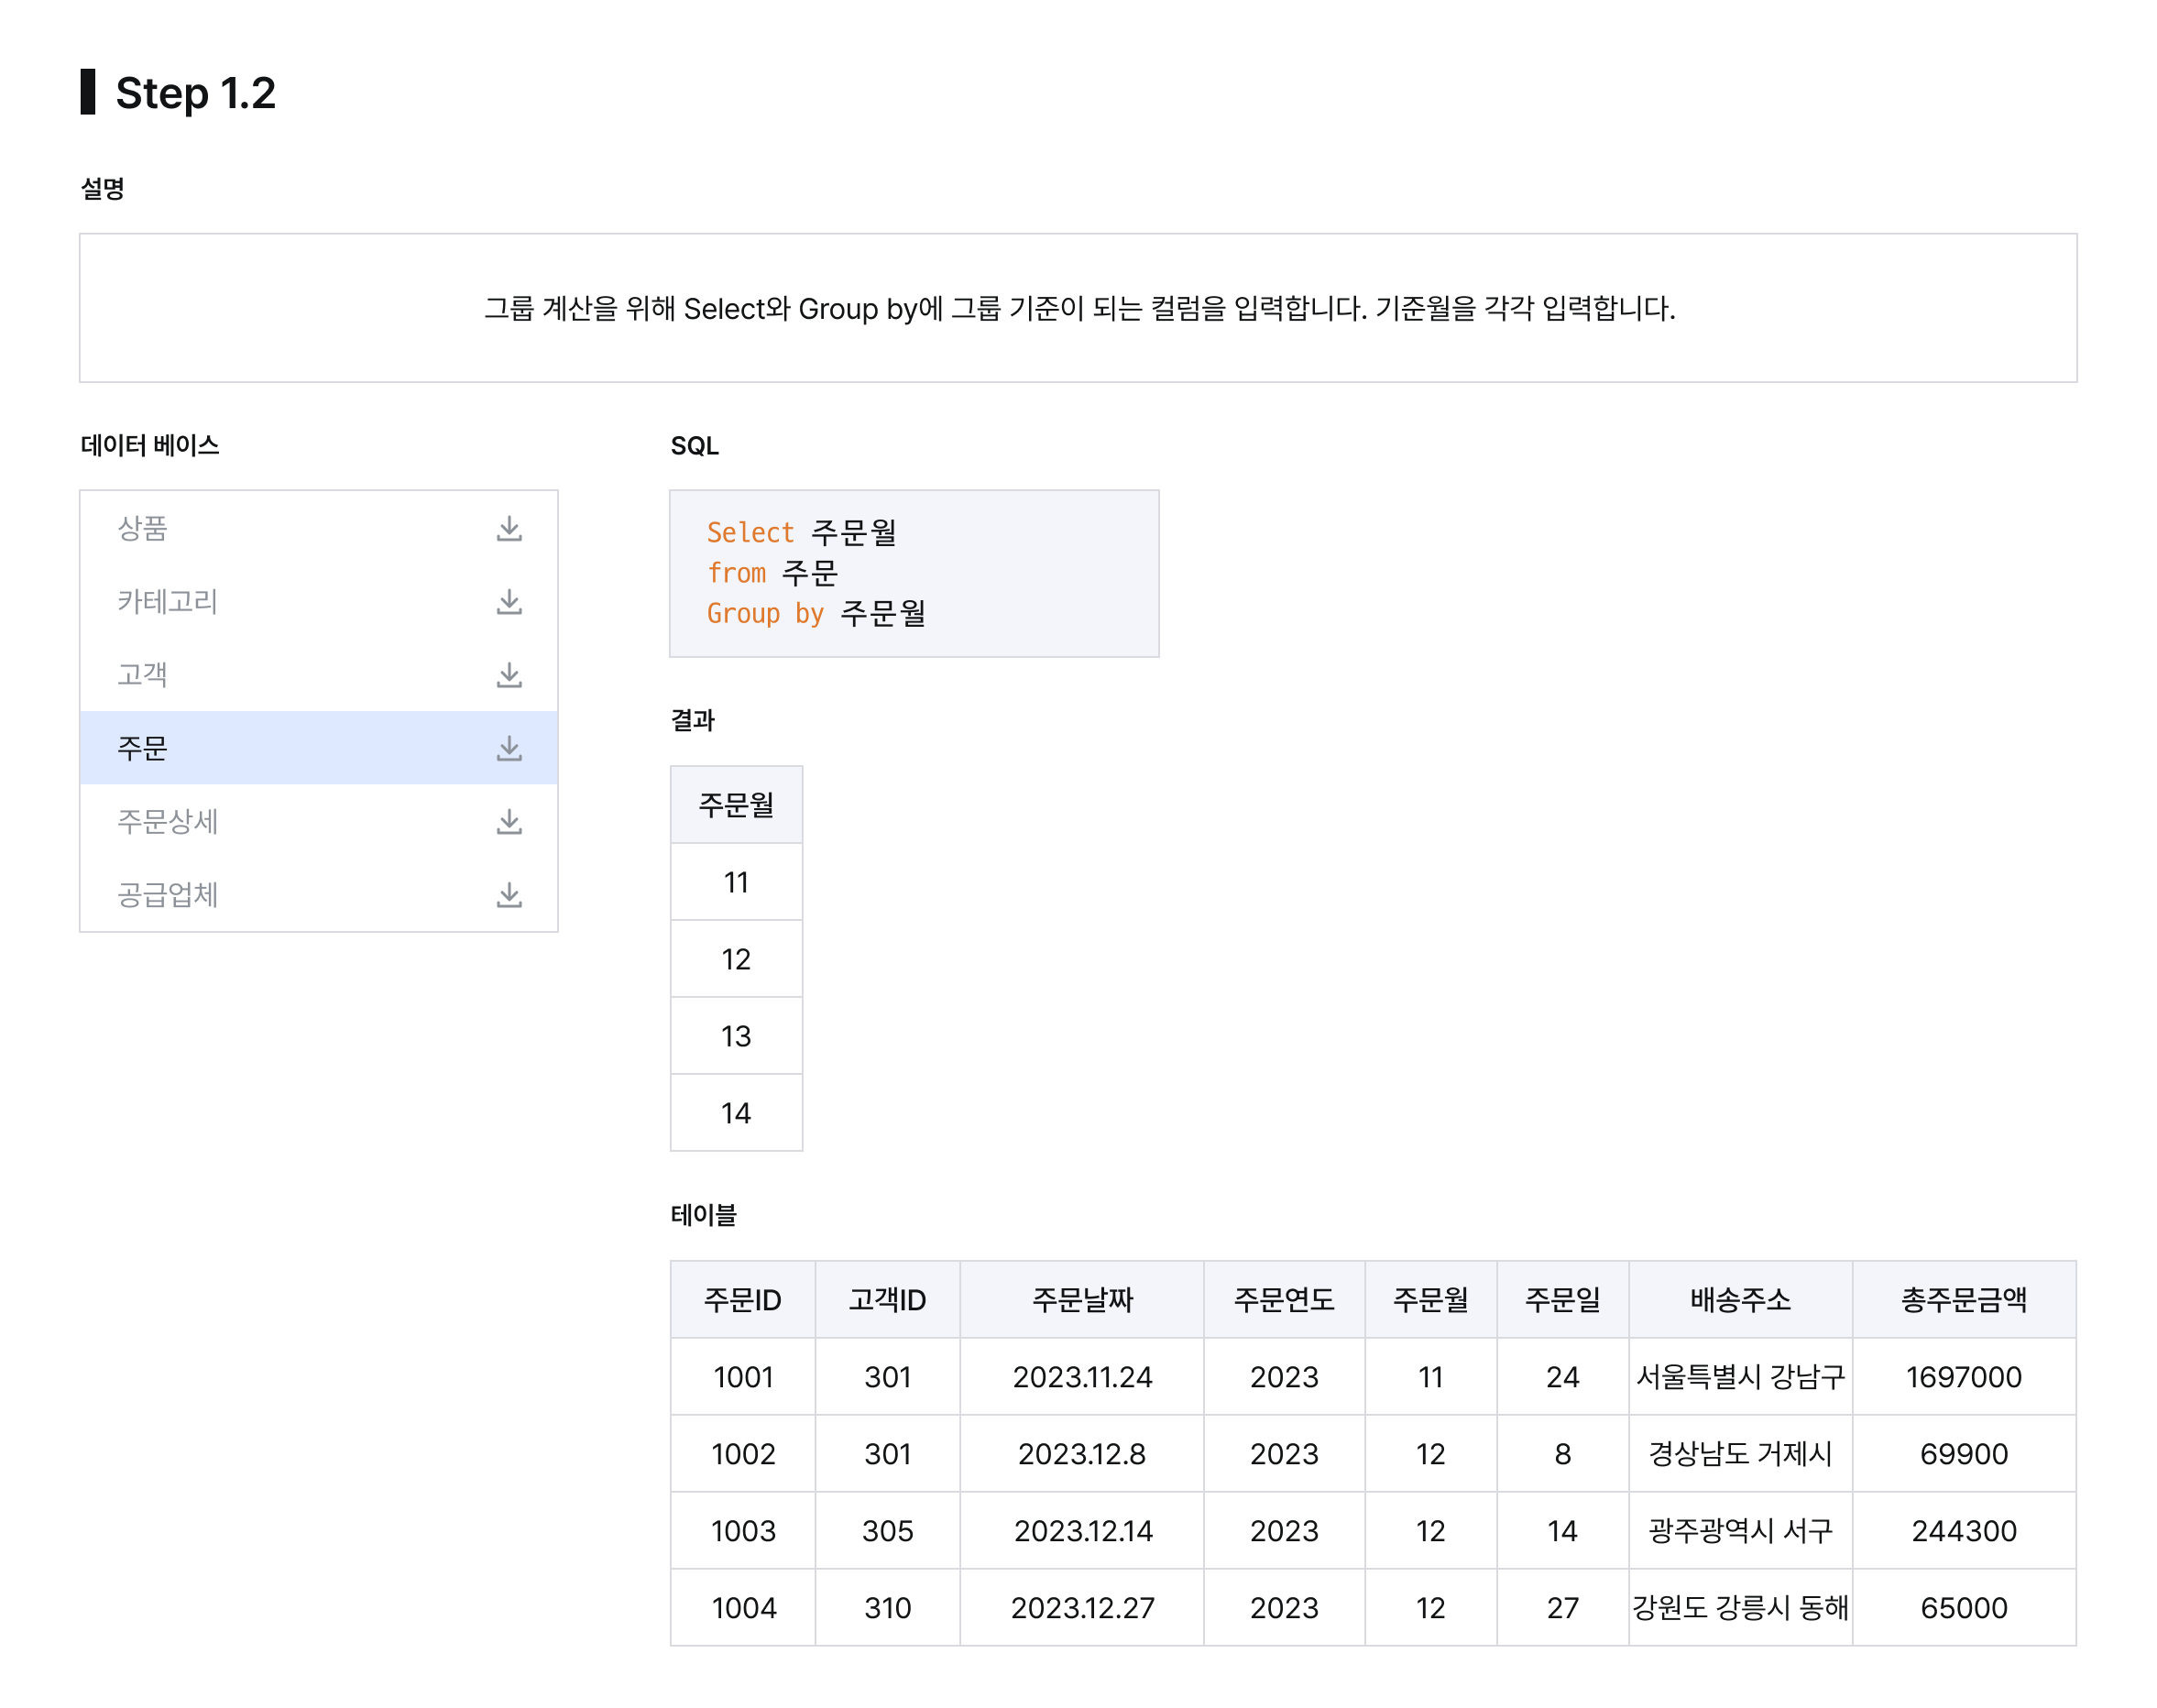 Step 1.2
설명
그룹 계산을 위해 Select와 Group by에 그룹 기준이 되는 컬럼을 입력합니다. 기준월을 각각 입력합니다.
데이터 베이스
상품
카테고리
고객
주문
주문상세
공급업체
SQL
Select 주문월
from 주문
Group by 주문월
결과
주문월
11
12
13
14
테이블
주문ID 고객ID 주문날짜 주문연도 주문월 주문일 배송주소 총주문금액
1001 301 2023.11.24 2023 11 24 서울특별시 강남구 1697000
1002 301 2023.12.8 2023 12 8 경상남도 거제시 69900
1003 305 2023.12.14 2023 12 14 광주광역시 서구 244300
1004 310 2023.12.27 2023 12 27 강원도 강릉시 동해 65000